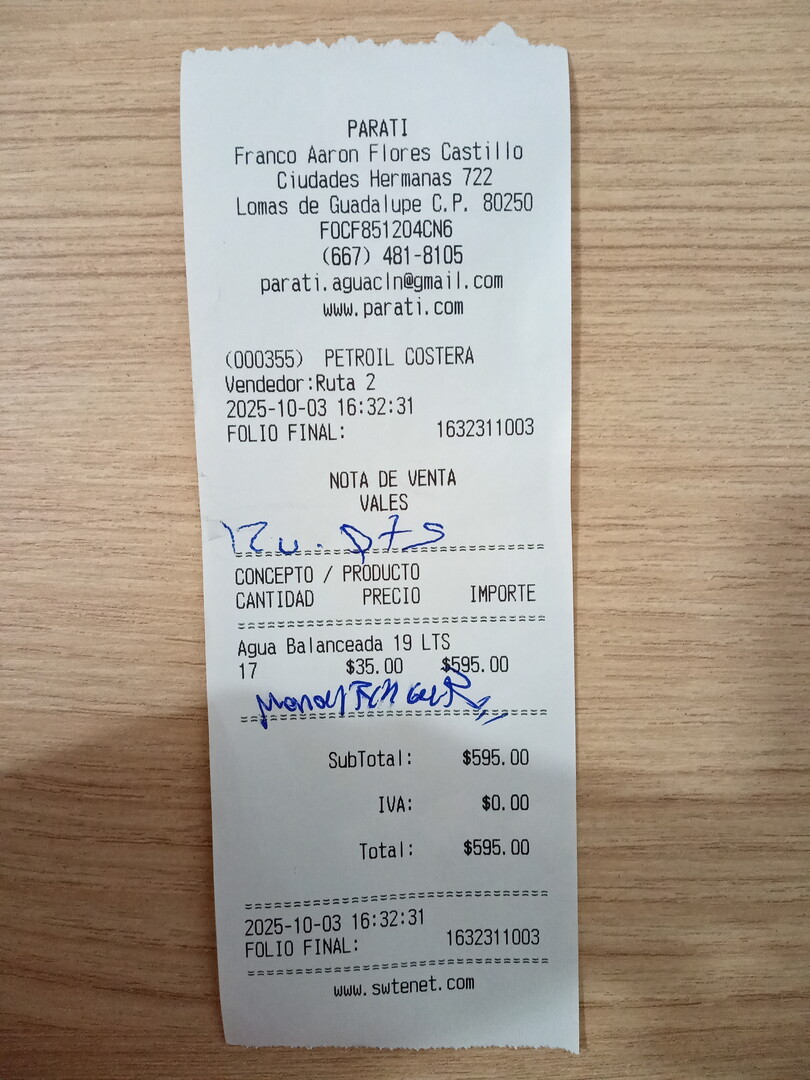 PARATI
Franco Aaron Flores Castillo
Ciudades Hermanas 722
Lomas de Guadalupe C.P. 80250
FOCF851204CN6
(667) 481-8105
parati.aguacln@gmail.com
www.parati.com
(000355) PETROIL COSTERA
Vendedor:Ruta 2
2025-10-03 16:32:31
FOLIO FINAL: 1632311003
NOTA DE VENTA
VALES
CONCEPTO / PRODUCTO
CANTIDAD PRECIO IMPORTE
Agua Balanceada 19 LTS
17 $35.00 $595.00
SubTotal: $595.00
IVA: $0.00
Total: $595.00
2025-10-03 16:32:31
FOLIO FINAL: 1632311003
www.swtenet.com